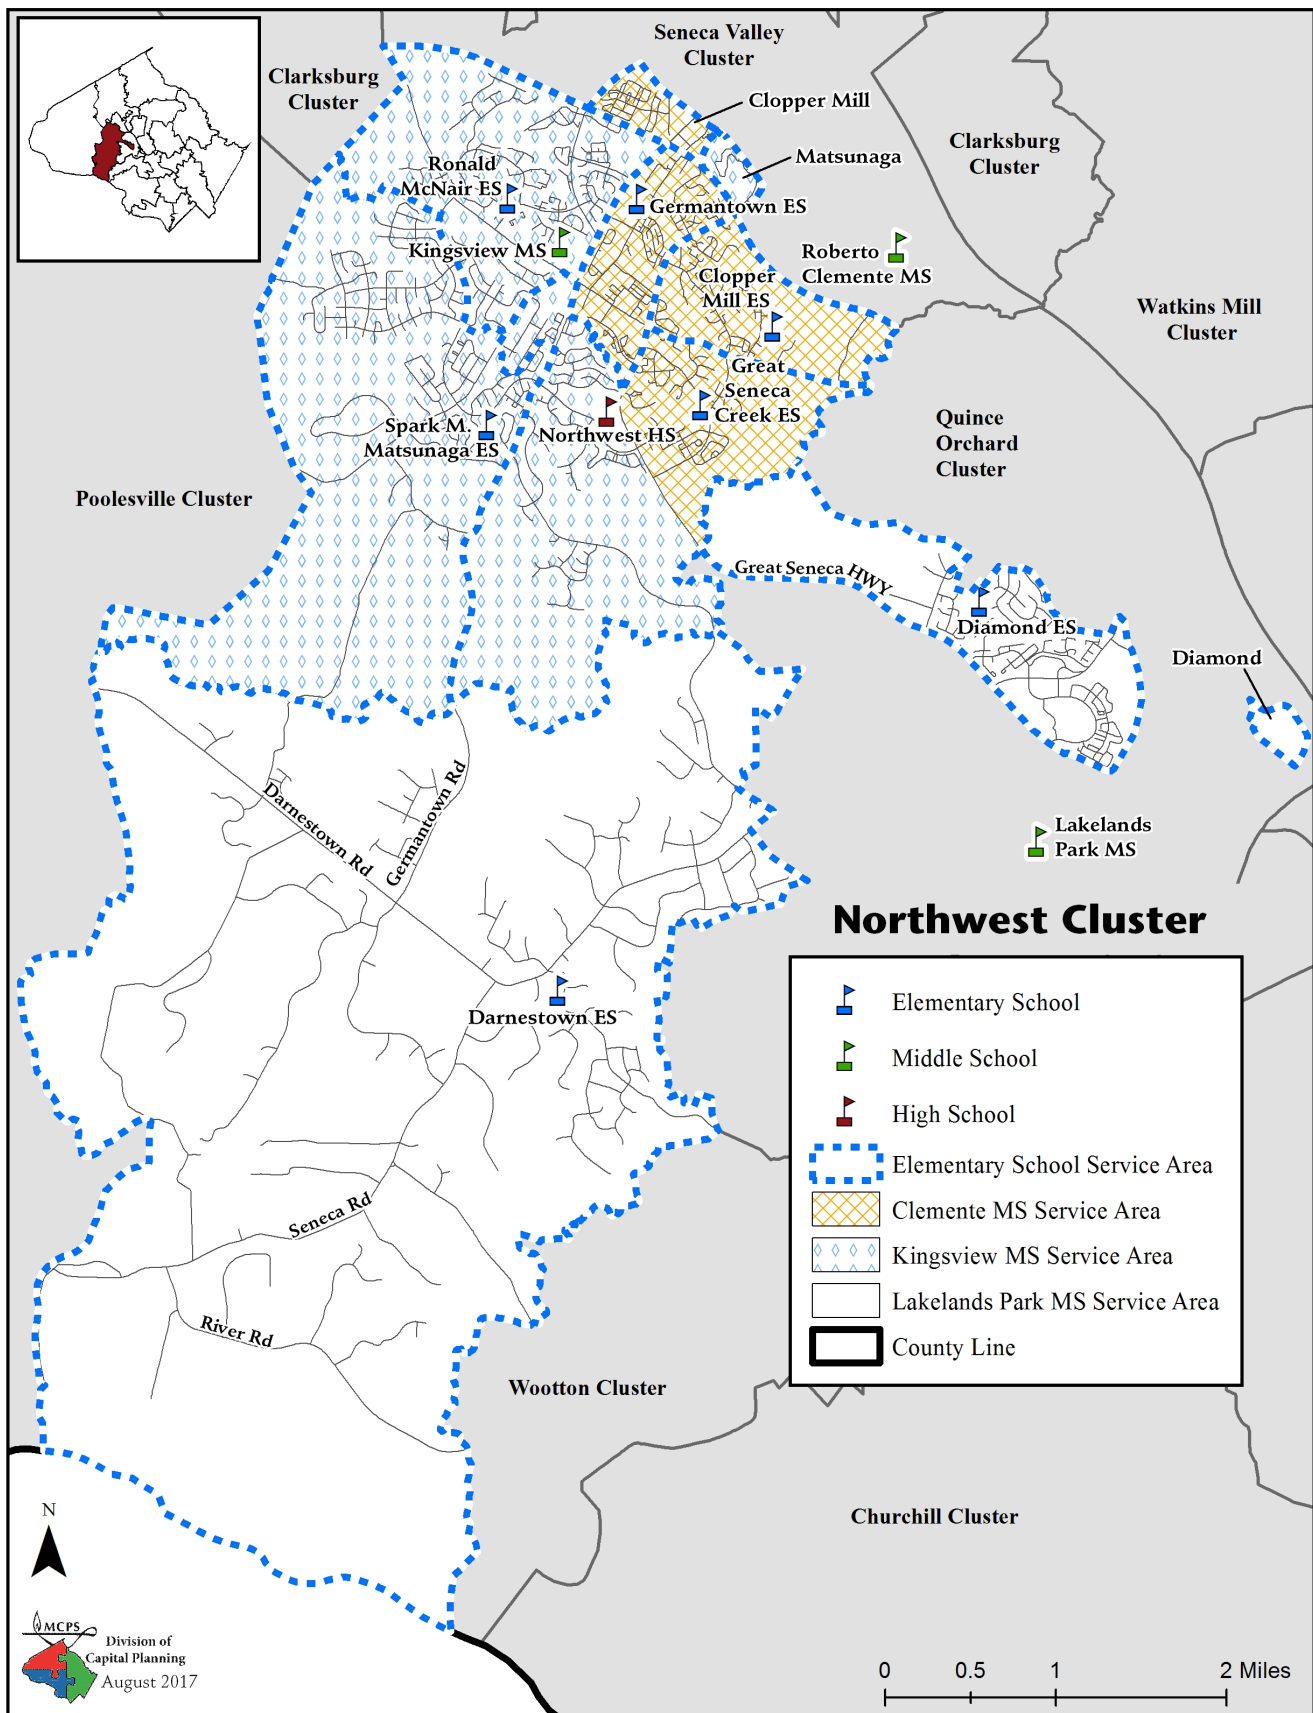 Seneca Valley
Cluster
Clarksburg
Cluster
Clopper Mill
Clarksburg
Cluster
Matsunaga
Ronald
McNair ES
Germantown ES
Kingsview MS
Roberto
Clemente MS
Clopper
Mill ES
Watkins Mill
Cluster
Great
Seneca
Creek ES
Spark M.
Matsunaga ES
Northwest HS
Quince
Orchard
Cluster
Poolesville Cluster
Great Seneca HWY
Diamond ES
Diamond
Darnestown Rd
Germantown Rd
Lakelands
Park MS
Northwest Cluster
Darnestown ES
Elementary School
Middle School
High School
Elementary School Service Area
Clemente MS Service Area
Kingsview MS Service Area
Lakelands Park MS Service Area
County Line
Seneca Rd
River Rd
Wootton Cluster
Churchill Cluster
N
MCPS
Division of
Capital Planning
August 2017
0 0.5 1 2 Miles